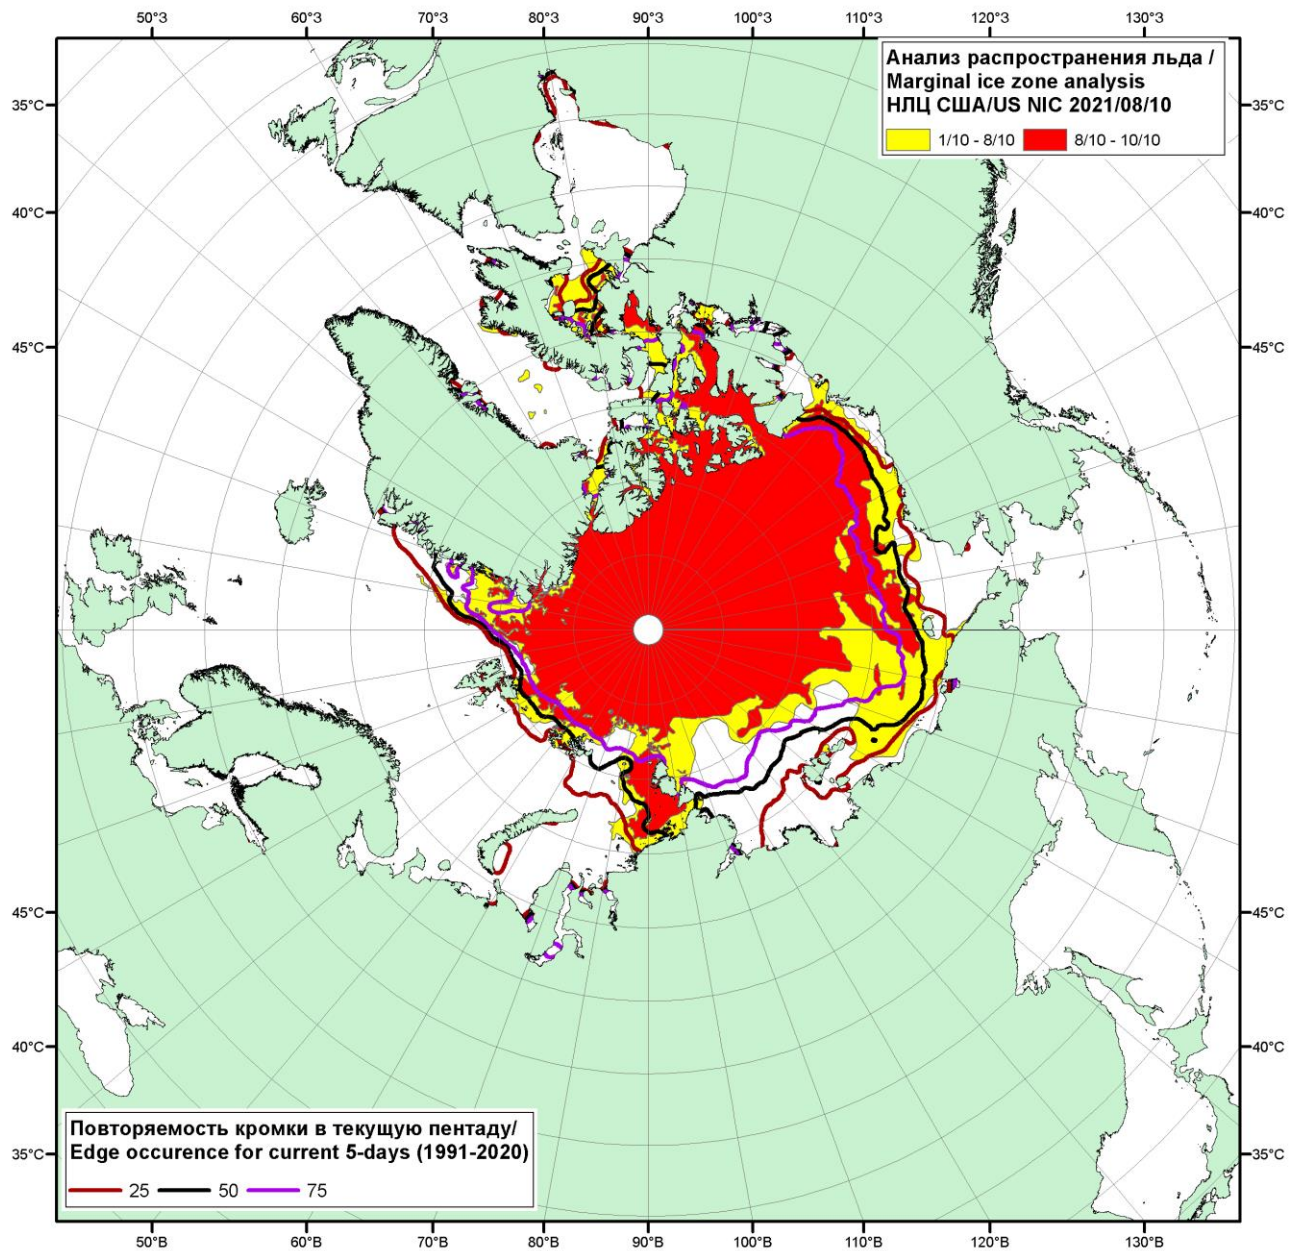 50°З 60°З 70°З 80°З 90°З 100°З 110°З 120°З 130°З
Анализ распространения льда /
Marginal ice zone analysis
НЛЦ США/US NIC 2021/08/10
1/10 - 8/10 8/10 - 10/10
35°С 35°С
40°С 40°С
45°С 45°С
45°С 45°С
40°С 40°С
35°С 35°С
Повторяемость кромки в текущую пентаду/
Edge occurence for current 5-days (1991-2020)
25 50 75
50°В 60°В 70°В 80°В 90°В 100°В 110°В 120°В 130°В